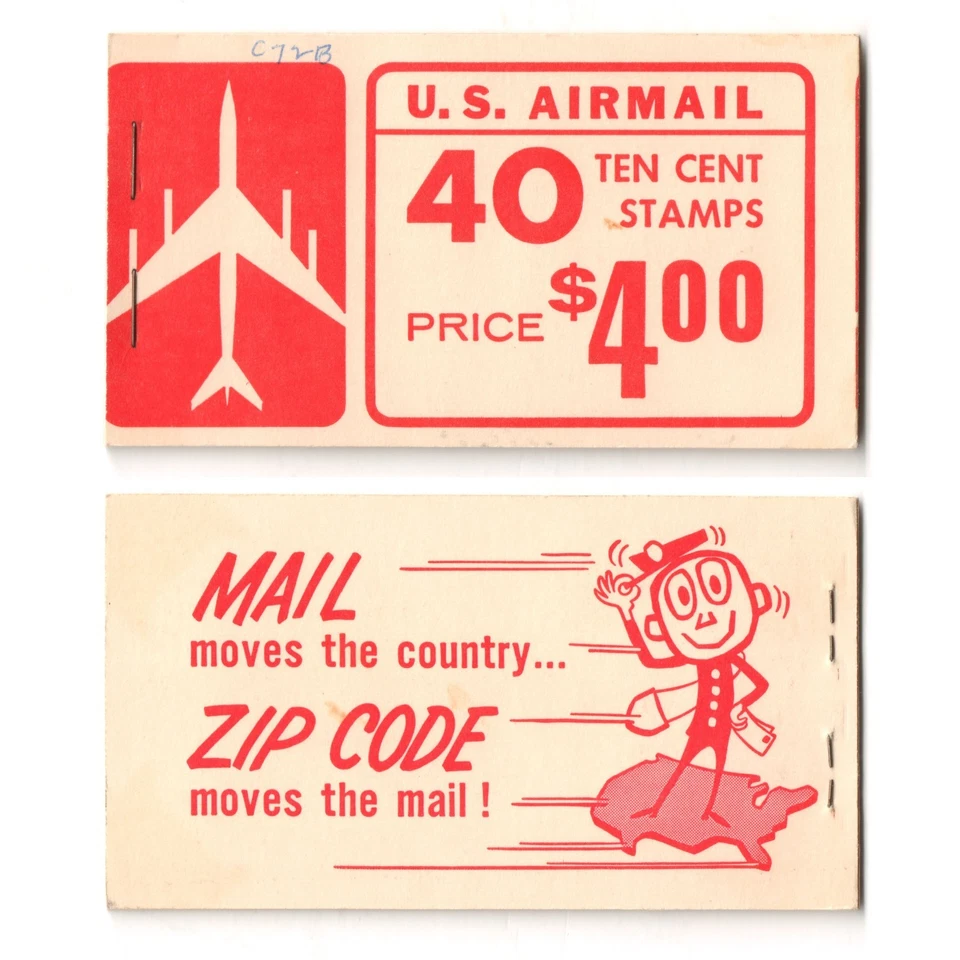 C72B
U.S. AIRMAIL
40 TEN CENT
STAMPS
PRICE $4.00
MAIL
moves the country...
ZIP CODE
moves the mail!